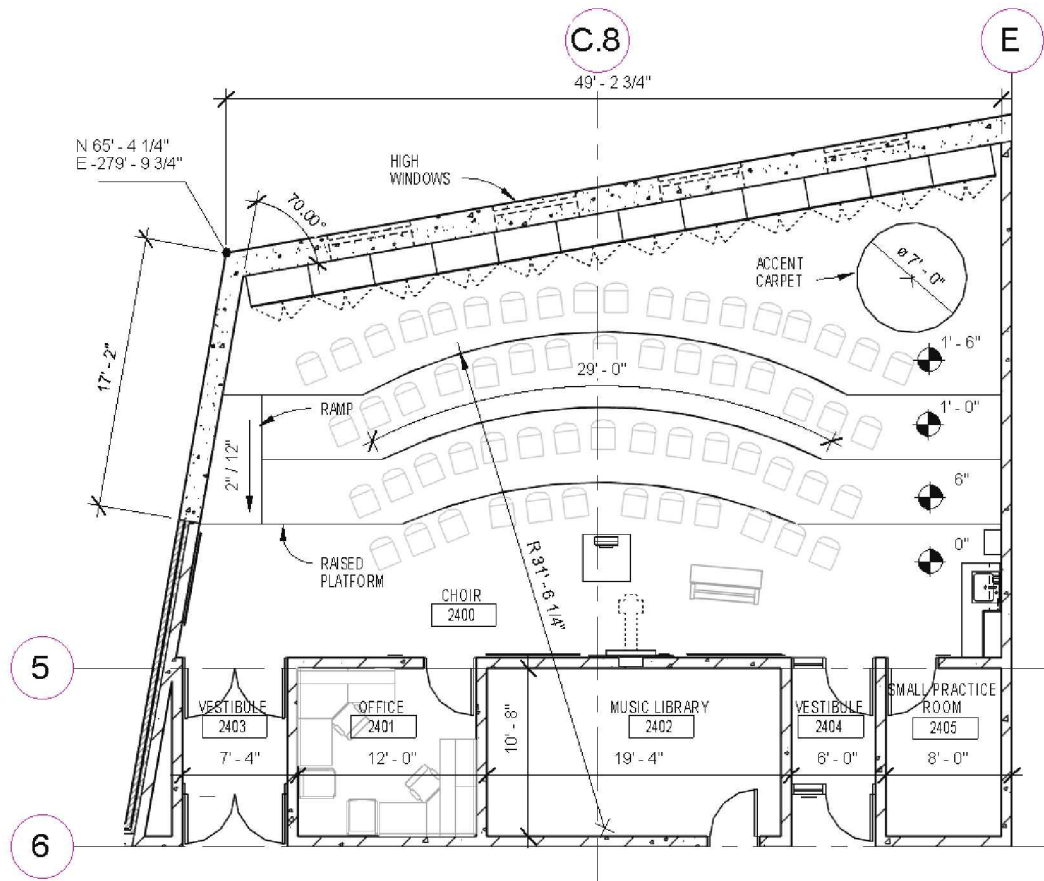 C.8
E
49' - 2 3/4"
N 65' - 4 1/4"
E -279' - 9 3/4"
HIGH
WINDOWS
70.00°
ACCENT
CARPET
ø 7' - 0"
17' - 2"
1' - 6"
29' - 0"
RAMP
1' - 0"
2" / 12"
6"
R 31' - 6 1/4"
0"
RAISED
PLATFORM
CHOIR
2400
5
VESTIBULE
2403
OFFICE
2401
MUSIC LIBRARY
2402
VESTIBULE
2404
SMALL PRACTICE
ROOM
2405
10' - 8"
7' - 4"
12' - 0"
19' - 4"
6' - 0"
8' - 0"
6